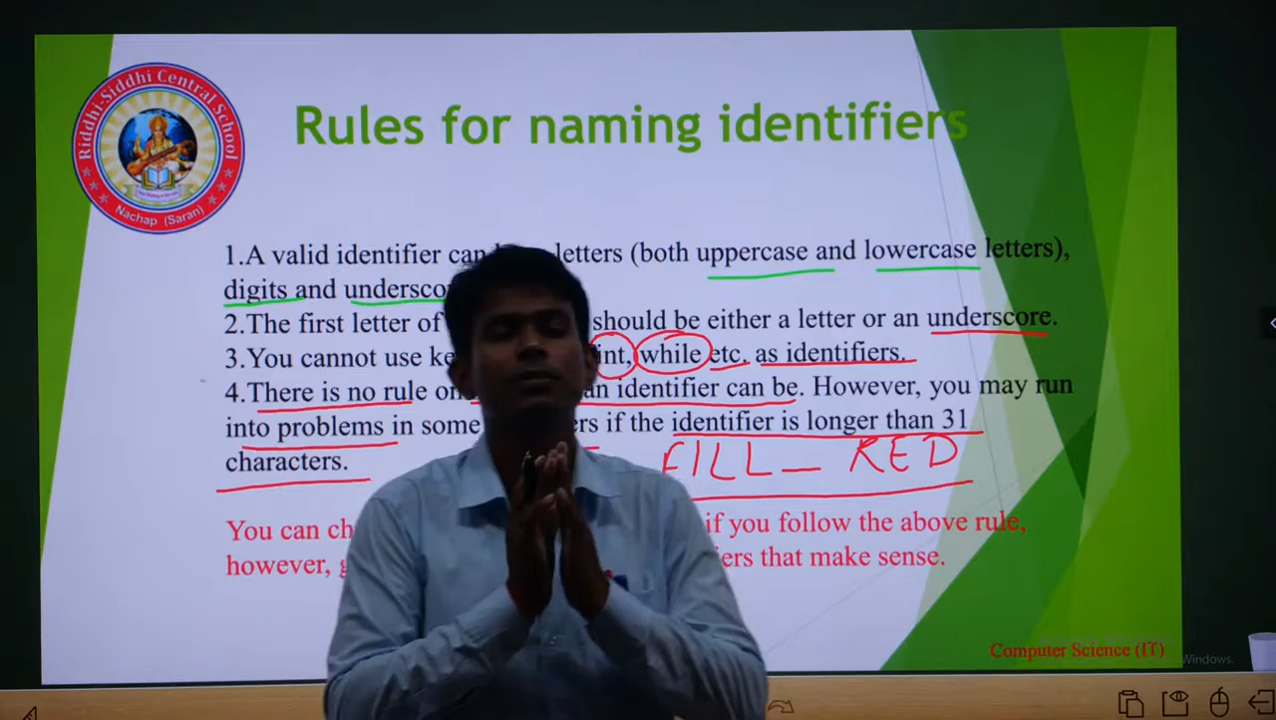 Riddhi-Siddhi Central School
Nachap (Saran)
Rules for naming identifiers
1.A valid identifier can letters (both uppercase and lowercase letters),
digits and
2.The first letter of should be either a letter or an underscore.
3.You cannot use int, while etc. as identifiers.
4.There is no rule an identifier can be. However, you may run
into problems in some if the identifier is longer than 31
characters.
FILL_RED
You can if you follow the above rule,
however, that make sense.
Computer Science (IT)
Windows.